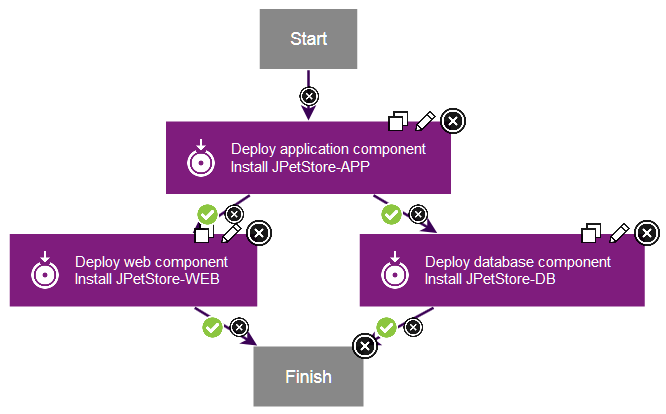 Start
Deploy application component
Install JPetStore-APP
Deploy web component
Install JPetStore-WEB
Deploy database component
Install JPetStore-DB
Finish